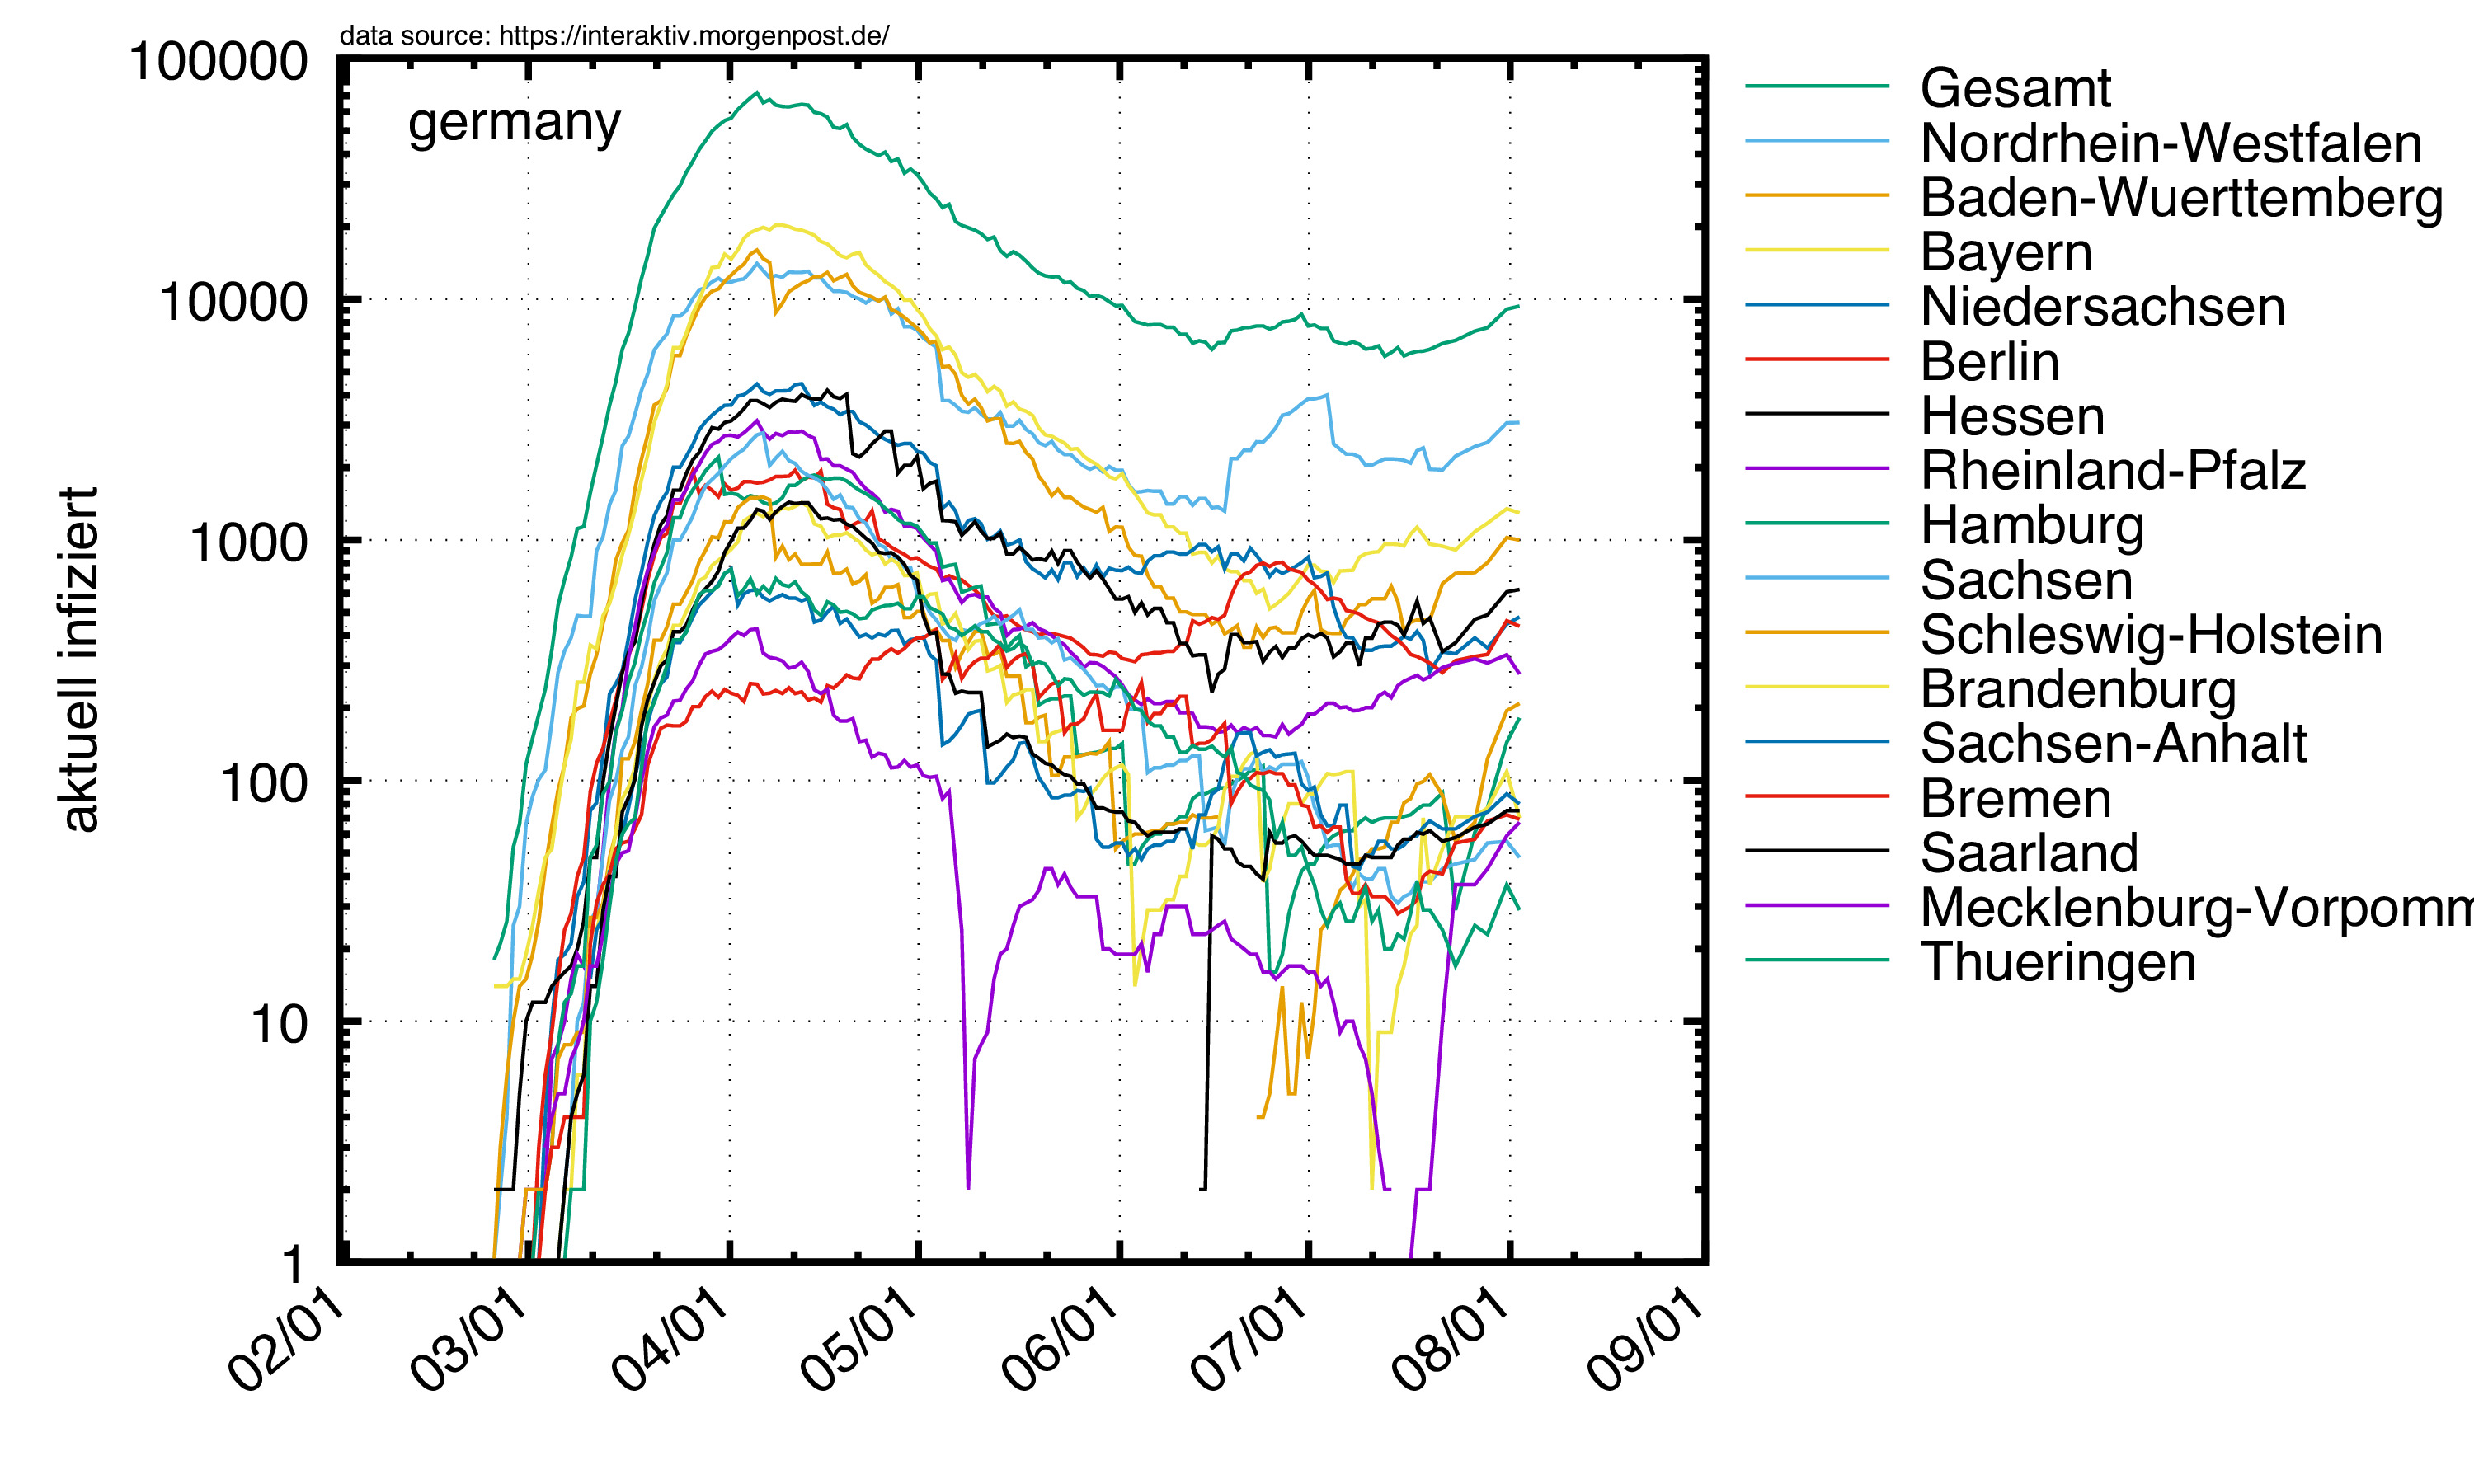 data source: https://interaktiv.morgenpost.de/
germany
aktuell infiziert
100000
10000
1000
100
10
1
02/01
03/01
04/01
05/01
06/01
07/01
08/01
09/01
Gesamt
Nordrhein-Westfalen
Baden-Wuerttemberg
Bayern
Niedersachsen
Berlin
Hessen
Rheinland-Pfalz
Hamburg
Sachsen
Schleswig-Holstein
Brandenburg
Sachsen-Anhalt
Bremen
Saarland
Mecklenburg-Vorpomm
Thueringen